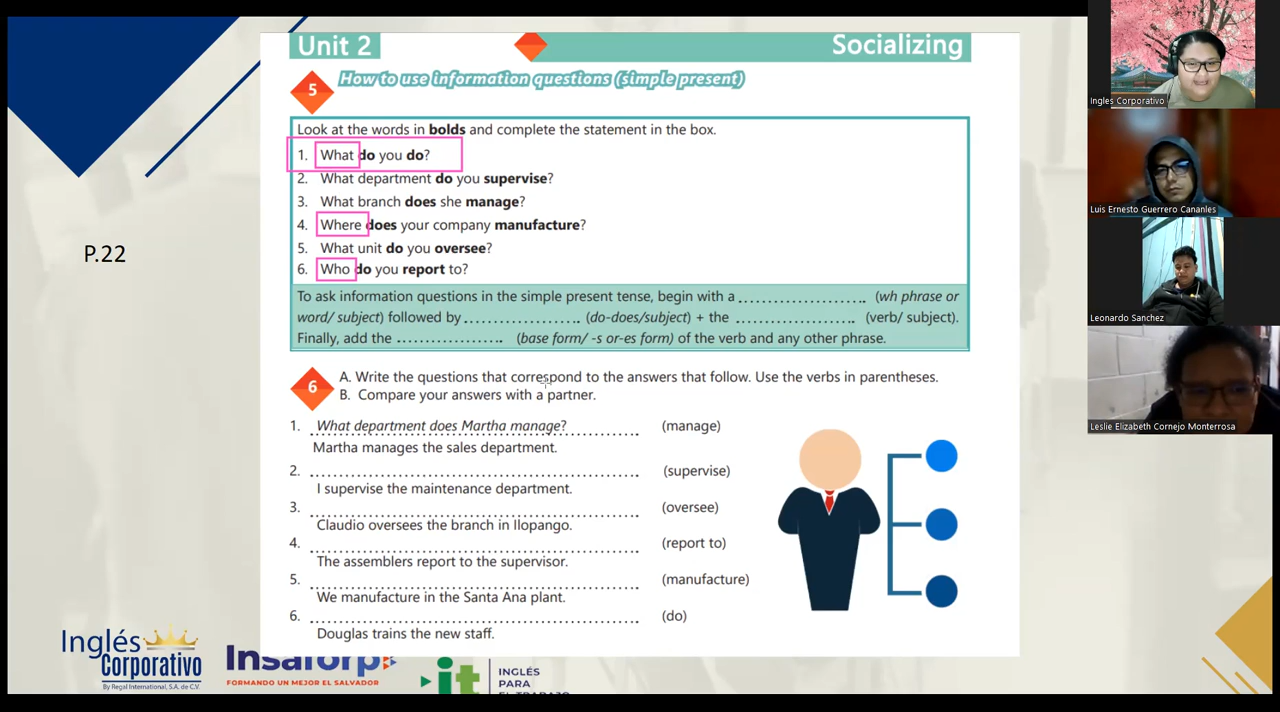 Unit 2
Socializing
5
How to use information questions (simple present)
Look at the words in bolds and complete the statement in the box.
1. What do you do?
2. What department do you supervise?
3. What branch does she manage?
4. Where does your company manufacture?
5. What unit do you oversee?
6. Who do you report to?
To ask information questions in the simple present tense, begin with a ...................... (wh phrase or
word/ subject) followed by .................... (do-does/subject) + the ..................... (verb/ subject).
Finally, add the .................. (base form/ -s or-es form) of the verb and any other phrase.
6
A. Write the questions that correspond to the answers that follow. Use the verbs in parentheses.
B. Compare your answers with a partner.
1. What department does Martha manage? (manage)
Martha manages the sales department.
2. (supervise)
I supervise the maintenance department.
3. (oversee)
Claudio oversees the branch in Ilopango.
4. (report to)
The assemblers report to the supervisor.
5. (manufacture)
We manufacture in the Santa Ana plant.
6. (do)
Douglas trains the new staff.
P.22
Inglés
Corporativo
By Regal International, S.A. de C.V.
Insaforp
FORMANDO UN MEJOR EL SALVADOR
it
INGLÉS
PARA
EL TRABAJO
Ingles Corporativo
Luis Ernesto Guerrero Cananles
Leonardo Sanchez
Leslie Elizabeth Cornejo Monterrosa